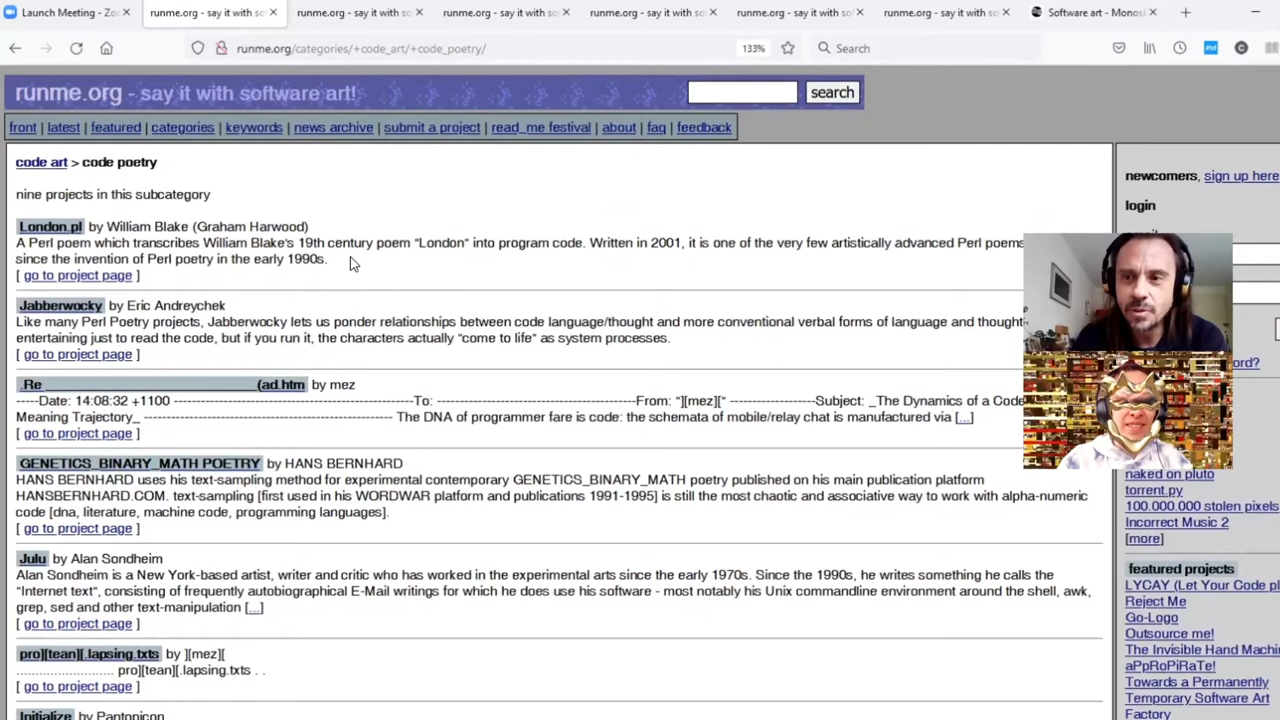 Launch Meeting - Zoo
runme.org - say it with sof
runme.org - say it with sof
runme.org - say it with sof
runme.org - say it with sof
runme.org - say it with sof
runme.org - say it with sof
Software art - Monosk
runme.org/categories/+code_art/+code_poetry/
133%
Search
runme.org - say it with software art!
search
front | latest | featured | categories | keywords | news archive | submit a project | read_me festival | about | faq | feedback
code art > code poetry
nine projects in this subcategory
London.pl by William Blake (Graham Harwood)
A Perl poem which transcribes William Blake's 19th century poem "London" into program code. Written in 2001, it is one of the very few artistically advanced Perl poems
since the invention of Perl poetry in the early 1990s.
[ go to project page ]
Jabberwocky by Eric Andreychek
Like many Perl Poetry projects, Jabberwocky lets us ponder relationships between code language/thought and more conventional verbal forms of language and thought
entertaining just to read the code, but if you run it, the characters actually "come to life" as system processes.
[ go to project page ]
.Re ______________________________(ad.htm by mez
-----Date: 14:08:32 +1100 -----------------------------------------To: -----------------------------------From: "][mez][" ---------------Subject: _The Dynamics of a Code
Meaning Trajectory_ ------------------------------------------ The DNA of programmer fare is code: the schemata of mobile/relay chat is manufactured via [...]
[ go to project page ]
GENETICS_BINARY_MATH POETRY by HANS BERNHARD
HANS BERNHARD uses his text-sampling method for experimental contemporary GENETICS_BINARY_MATH poetry published on his main publication platform
HANSBERNHARD.COM. text-sampling [first used in his WORDWAR platform and publications 1991-1995] is still the most chaotic and associative way to work with alpha-numeric
code [dna, literature, machine code, programming languages].
[ go to project page ]
Julu by Alan Sondheim
Alan Sondheim is a New York-based artist, writer and critic who has worked in the experimental arts since the early 1970s. Since the 1990s, he writes something he calls the
"Internet text", consisting of frequently autobiographical E-Mail writings for which he does use his software - most notably his Unix commandline environment around the shell, awk,
grep, sed and other text-manipulation [...]
[ go to project page ]
pro][tean][.lapsing.txts by ][mez][
.......................... pro][tean][.lapsing.txts . .
[ go to project page ]
Initialize by Pantopicon
newcomers, sign up here
login
naked on pluto
torrent.py
100.000.000 stolen pixels
Incorrect Music 2
[more]
featured projects
LYCAY (Let Your Code pl
Reject Me
Go-Logo
Outsource me!
The Invisible Hand Machin
aPpRoPiRaTe!
Towards a Permanently
Temporary Software Art
Factory